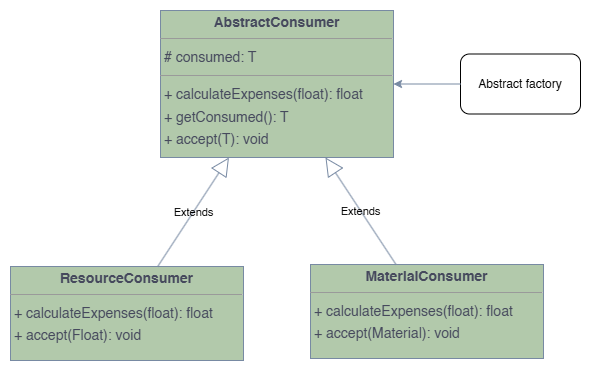 AbstractConsumer
# consumed: T
+ calculateExpenses(float): float
+ getConsumed(): T
+ accept(T): void
Abstract factory
Extends
Extends
ResourceConsumer
+ calculateExpenses(float): float
+ accept(Float): void
MaterialConsumer
+ calculateExpenses(float): float
+ accept(Material): void